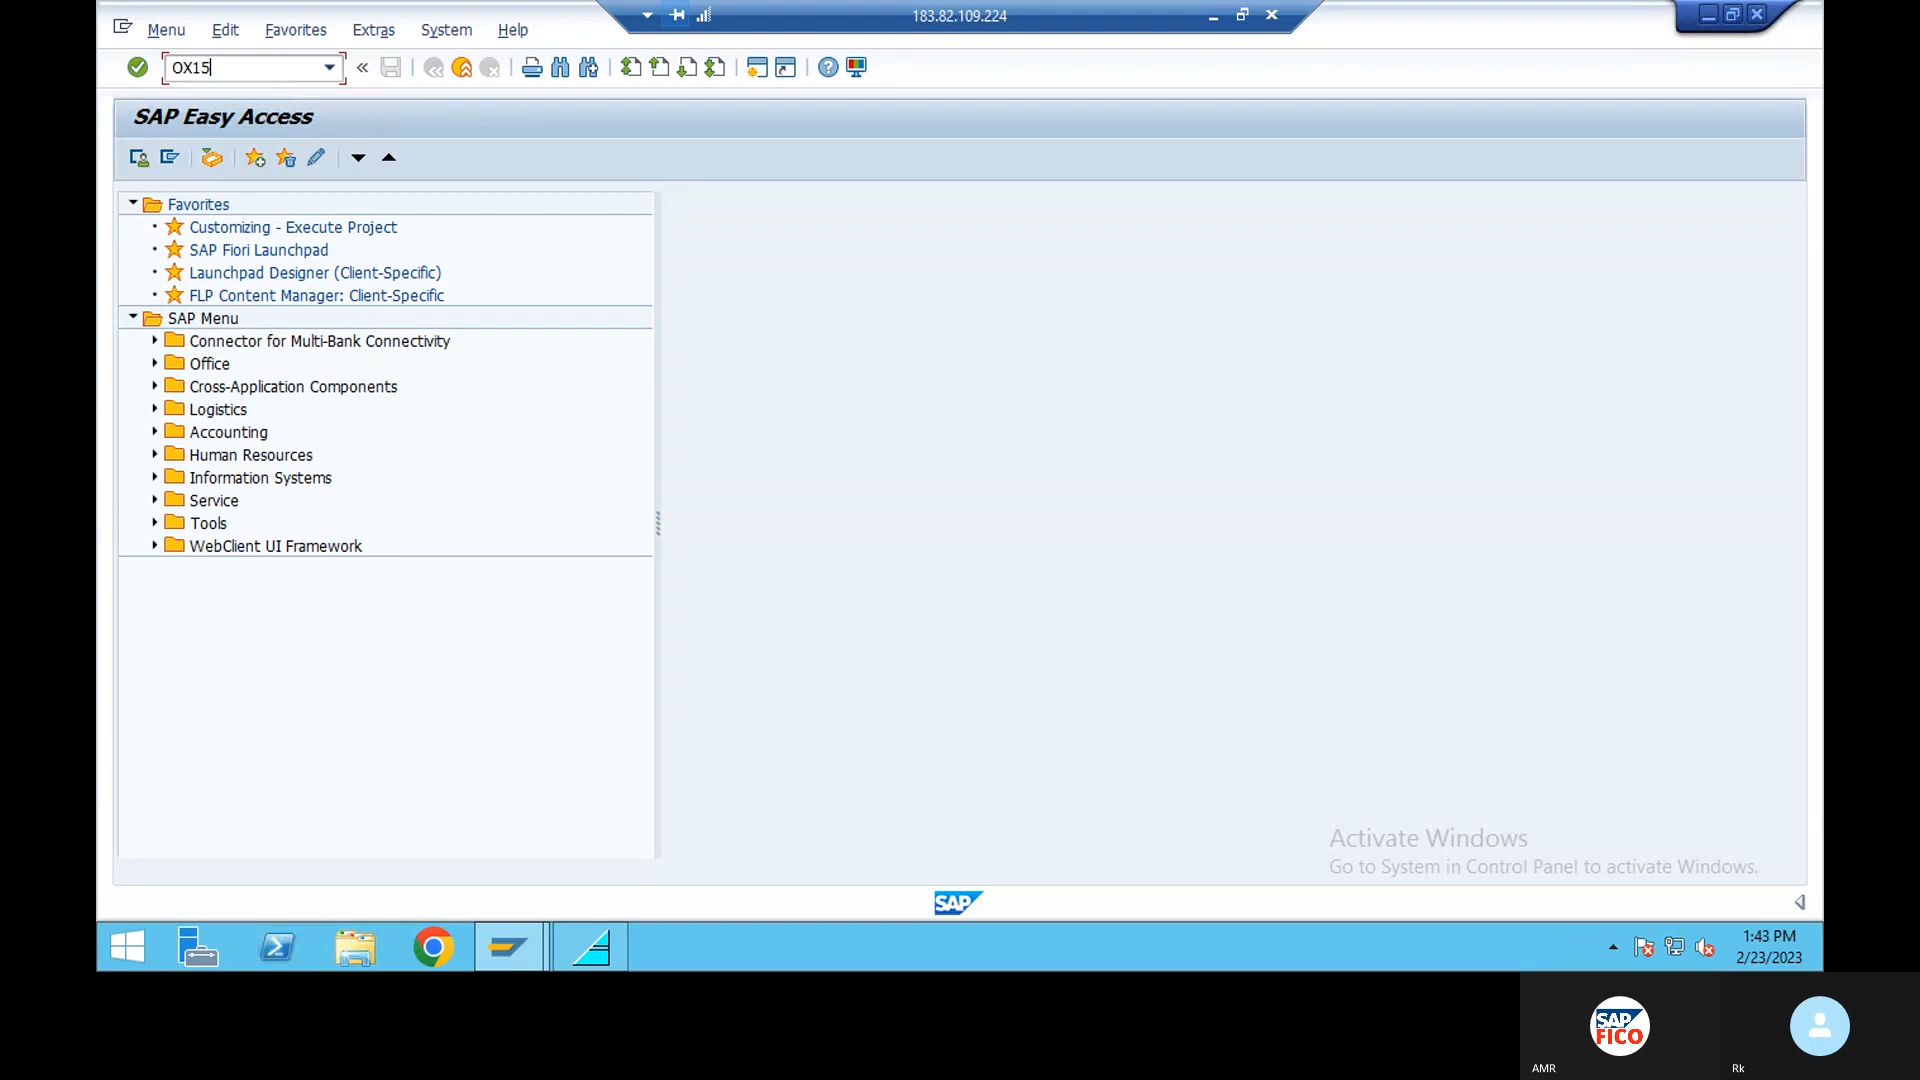 183.82.109.224
Menu Edit Favorites Extras System Help
OX15
SAP Easy Access
Favorites
Customizing - Execute Project
SAP Fiori Launchpad
Launchpad Designer (Client-Specific)
FLP Content Manager: Client-Specific
SAP Menu
Connector for Multi-Bank Connectivity
Office
Cross-Application Components
Logistics
Accounting
Human Resources
Information Systems
Service
Tools
WebClient UI Framework
Activate Windows
Go to System in Control Panel to activate Windows.
SAP
1:43 PM
2/23/2023
SAP
FICO
AMR
Rk